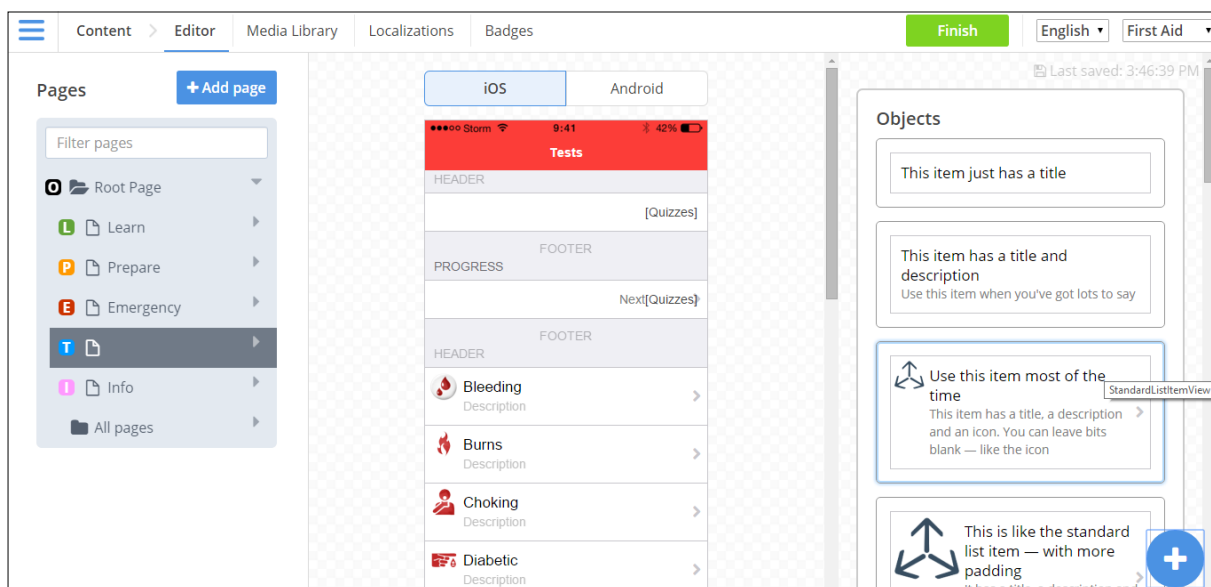 Content
Editor
Media Library
Localizations
Badges
Finish
English
First Aid
Pages
+ Add page
Filter pages
O Root Page
L Learn
P Prepare
E Emergency
T
I Info
All pages
iOS
Android
Storm 9:41 42%
Tests
HEADER
[Quizzes]
FOOTER
PROGRESS
Next[Quizzes]
FOOTER
HEADER
Bleeding
Description
Burns
Description
Choking
Description
Diabetic
Description
Last saved: 3:46:39 PM
Objects
This item just has a title
This item has a title and
description
Use this item when you've got lots to say
Use this item most of the
time
StandardListItemView
This item has a title, a description
and an icon. You can leave bits
blank — like the icon
This is like the standard
list item — with more
padding